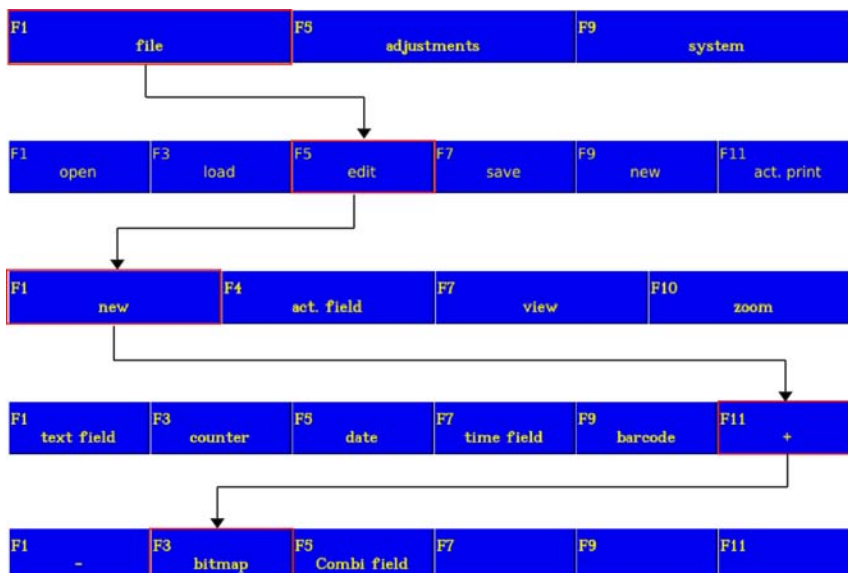 F1 F5 F9
file adjustments system
F1 F3 F5 F7 F9 F11
open load edit save new act. print
F1 F4 F7 F10
new act. field view zoom
F1 F3 F5 F7 F9 F11
text field counter date time field barcode +
F1 F3 F5 F7 F9 F11
- bitmap Combi field